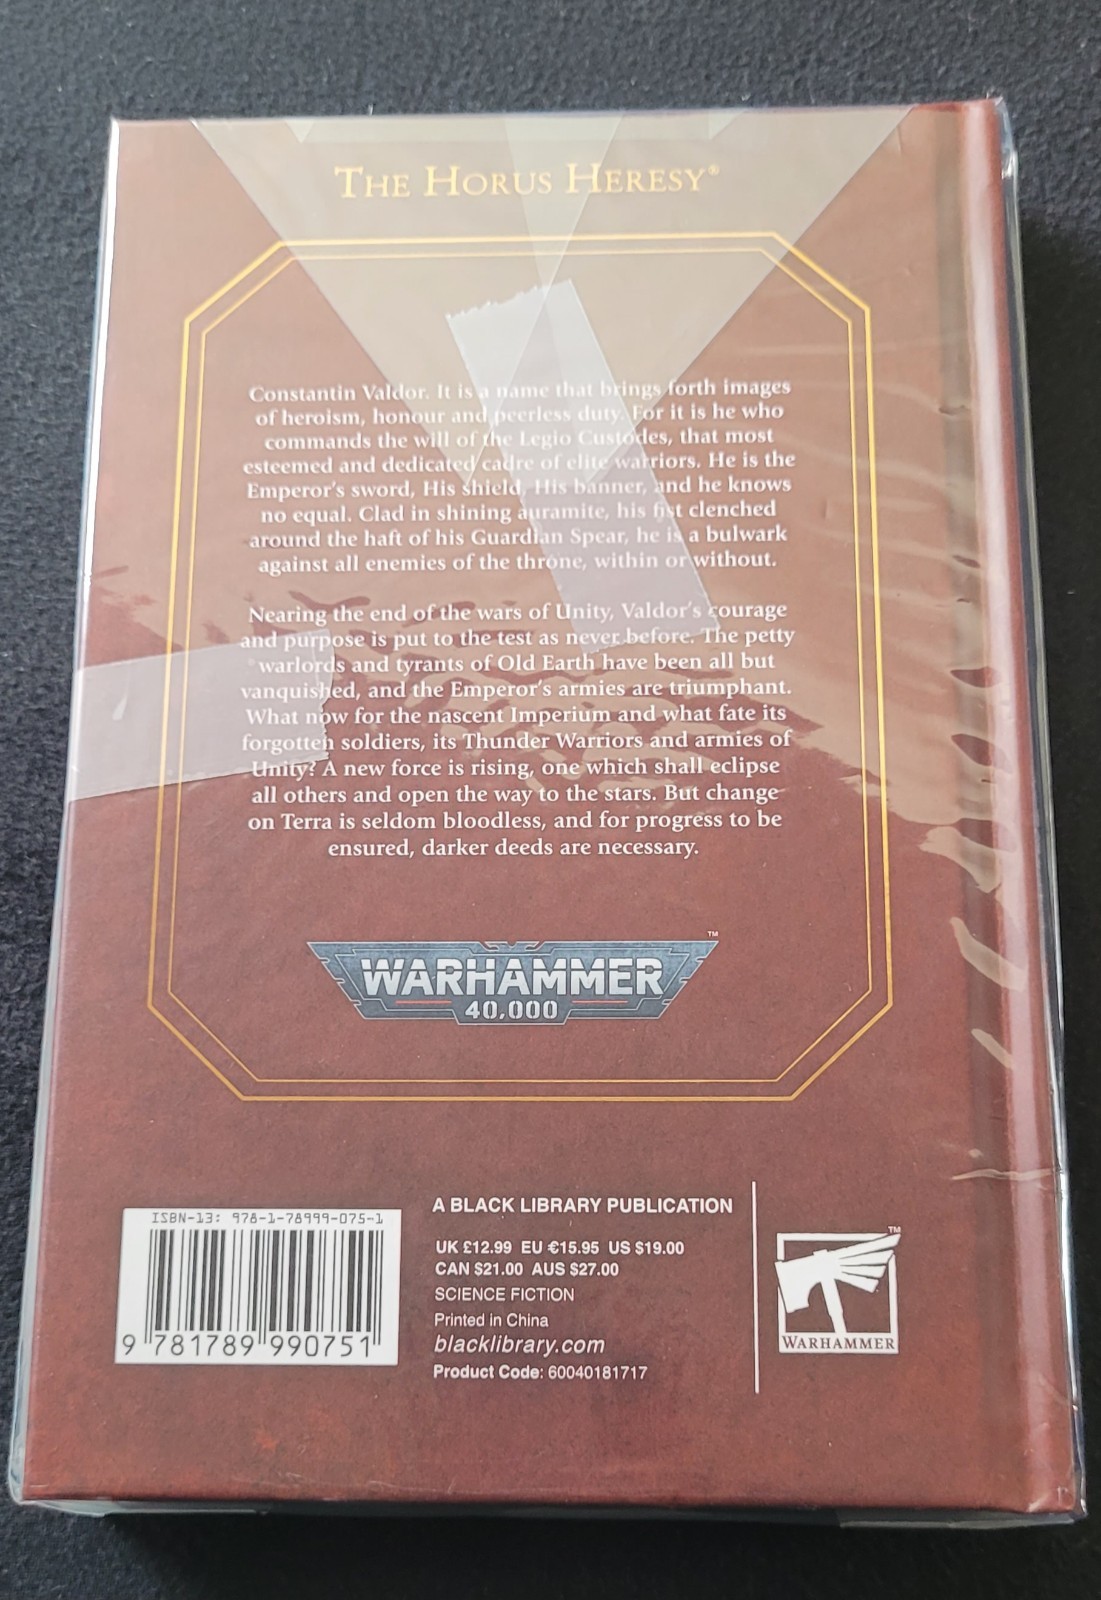 THE HORUS HERESY®
Constantin Valdor. It is a name that brings forth images
of heroism, honour and peerless duty. For it is he who
commands the will of the Legio Custodes, that most
esteemed and dedicated cadre of elite warriors. He is the
Emperor's sword, His shield, His banner, and he knows
no equal. Clad in shining auramite, his fist clenched
around the haft of his Guardian Spear, he is a bulwark
against all enemies of the throne, within or without.
Nearing the end of the wars of Unity, Valdor's courage
and purpose is put to the test as never before. The petty
warlords and tyrants of Old Earth have been all but
vanquished, and the Emperor's armies are triumphant.
What now for the nascent Imperium and what fate its
forgotten soldiers, its Thunder Warriors and armies of
Unity? A new force is rising, one which shall eclipse
all others and open the way to the stars. But change
on Terra is seldom bloodless, and for progress to be
ensured, darker deeds are necessary.
WARHAMMER™
40,000
ISBN-13: 978-1-78999-075-1
9 781789 990751
A BLACK LIBRARY PUBLICATION
UK £12.99 EU €15.95 US $19.00
CAN $21.00 AUS $27.00
SCIENCE FICTION
Printed in China
blacklibrary.com
Product Code: 60040181717
™
WARHAMMER